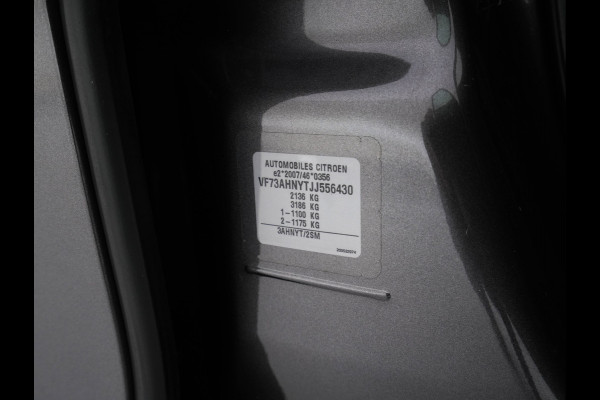 AUTOMOBILES CITROEN
e2*2007/46*0356
VF73AHNYTJJ556430
2136 KG
3186 KG
1-1100 KG
2-1175 KG
3AHNYT/2SM